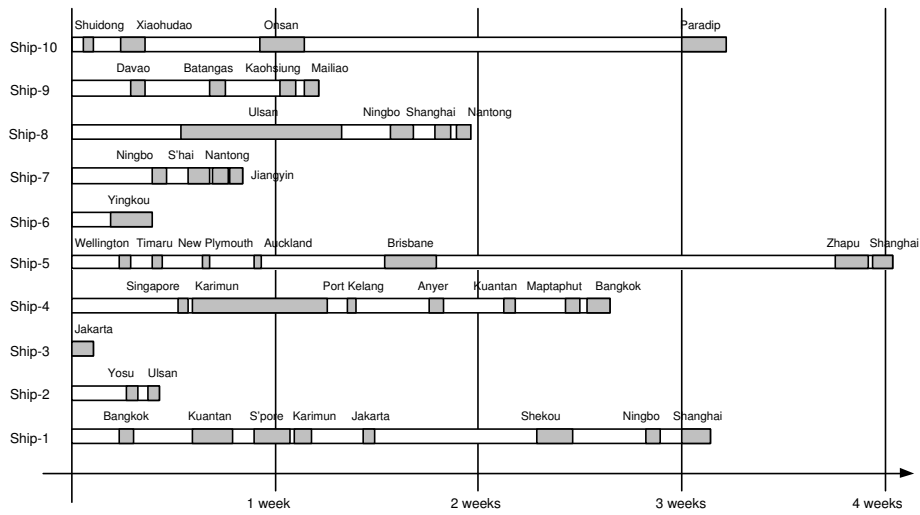 Shuidong Xiaohudao Onsan Paradip
Ship-10
Davao Batangas Kaohsiung Mailiao
Ship-9
Ulsan Ningbo Shanghai Nantong
Ship-8
Ningbo S'hai Nantong
Ship-7 Jiangyin
Yingkou
Ship-6
Wellington Timaru New Plymouth Auckland Brisbane Zhapu Shanghai
Ship-5
Singapore Karimun Port Kelang Anyer Kuantan Maptaphut Bangkok
Ship-4
Jakarta
Ship-3
Yosu Ulsan
Ship-2
Bangkok Kuantan S'pore Karimun Jakarta Shekou Ningbo Shanghai
Ship-1
1 week 2 weeks 3 weeks 4 weeks